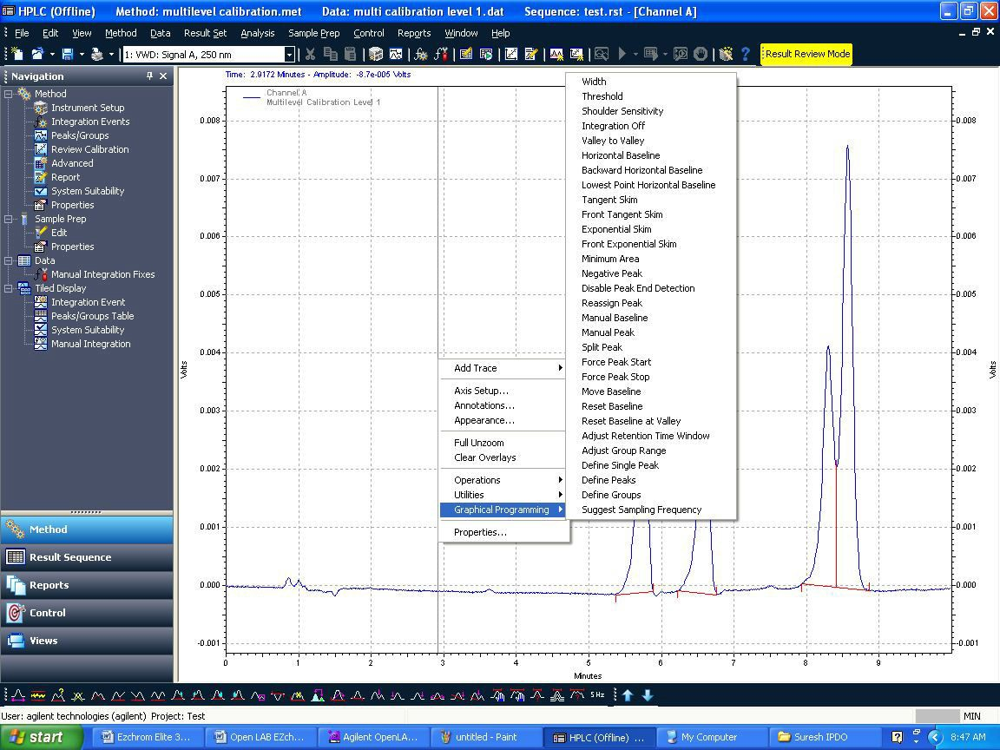 HPLC (Offline) Method: multilevel calibration.met Data: multi calibration level 1.dat Sequence: test.rst - [Channel A]
File Edit View Method Data Result Set Analysis Sample Prep Control Reports Window Help
1: VWD: Signal A, 250 nm
Result Review Mode
Navigation
Method
Instrument Setup
Integration Events
Peaks/Groups
Review Calibration
Advanced
Report
System Suitability
Properties
Sample Prep
Edit
Properties
Data
Manual Integration Fixes
Tiled Display
Integration Event
Peaks/Groups Table
System Suitability
Manual Integration
Method
Result Sequence
Reports
Control
Views
Time: 2.9172 Minutes - Amplitude: -8.7e-005 Volts
Channel A
Multilevel Calibration Level 1
0.008
0.007
0.006
0.005
0.004
0.003
0.002
0.001
0.000
-0.001
Volts
Add Trace
Axis Setup...
Annotations...
Appearance...
Full Unzoom
Clear Overlays
Operations
Utilities
Graphical Programming
Properties...
Width
Threshold
Shoulder Sensitivity
Integration Off
Valley to Valley
Horizontal Baseline
Backward Horizontal Baseline
Lowest Point Horizontal Baseline
Tangent Skim
Front Tangent Skim
Exponential Skim
Front Exponential Skim
Minimum Area
Negative Peak
Disable Peak End Detection
Reassign Peak
Manual Baseline
Manual Peak
Split Peak
Force Peak Start
Force Peak Stop
Move Baseline
Reset Baseline
Reset Baseline at Valley
Adjust Retention Time Window
Adjust Group Range
Define Single Peak
Define Peaks
Define Groups
Suggest Sampling Frequency
0.008
0.007
0.006
0.005
0.004
0.003
0.002
0.001
0.000
-0.001
Volts
0 1 2 3 4 5 6 7 8 9
Minutes
5 Hz
User: agilent technologies (agilent) Project: Test
MIN
start
Ezchrom Elite 3...
Open LAB EZchr...
Agilent OpenLA...
untitled - Paint
HPLC (Offline) ...
My Computer
Suresh IPDO
8:47 AM